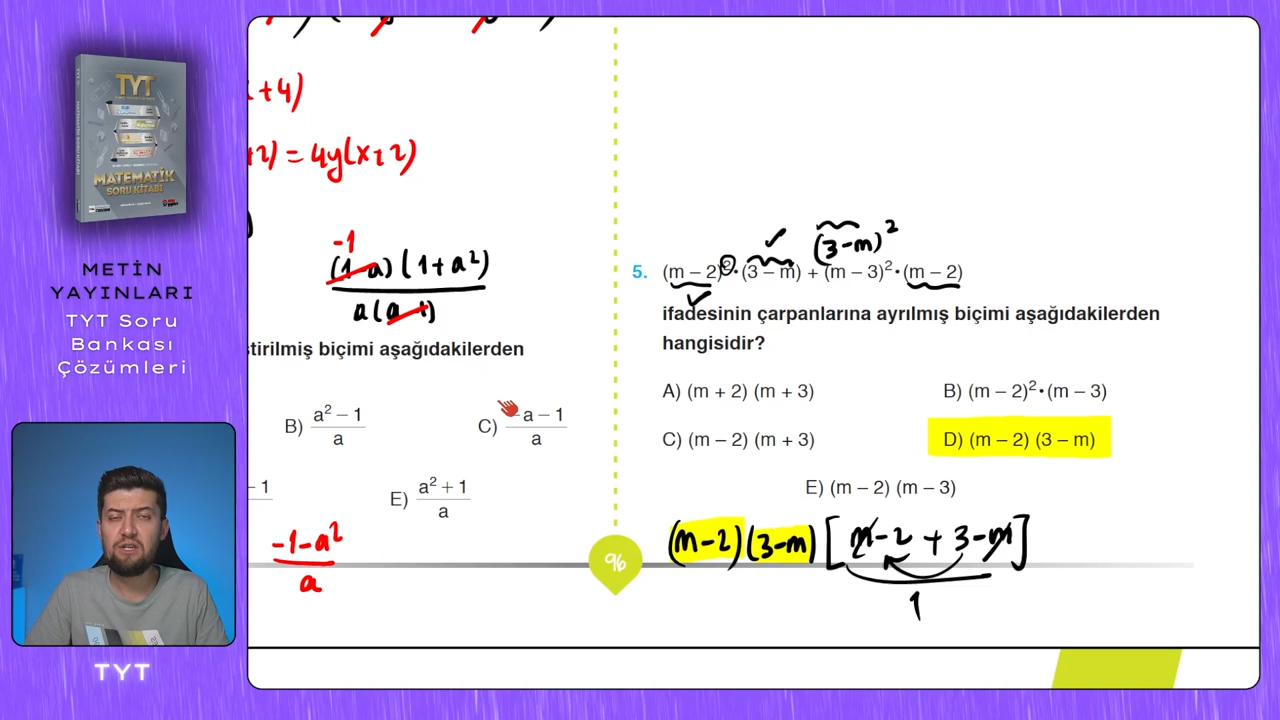 TYT
MATEMATİK
SORU KİTABI
METİN
YAYINLARI
TYT Soru
Bankası
Çözümleri
TYT
+4)
+2) = 4y(x+2)
-1
(1-a)(1+a²)
a(a-1)
tirilmiş biçimi aşağıdakilerden
B) a² – 1
a
C) –a – 1
a
– 1
E) a² + 1
a
-1-a²
a
96
(3-m)²
5. (m – 2)²·(3 – m) + (m – 3)²·(m – 2)
ifadesinin çarpanlarına ayrılmış biçimi aşağıdakilerden
hangisidir?
A) (m + 2) (m + 3)
B) (m – 2)²·(m – 3)
C) (m – 2) (m + 3)
D) (m – 2) (3 – m)
E) (m – 2) (m – 3)
(m-2)(3-m)[m-2+3-m]
1